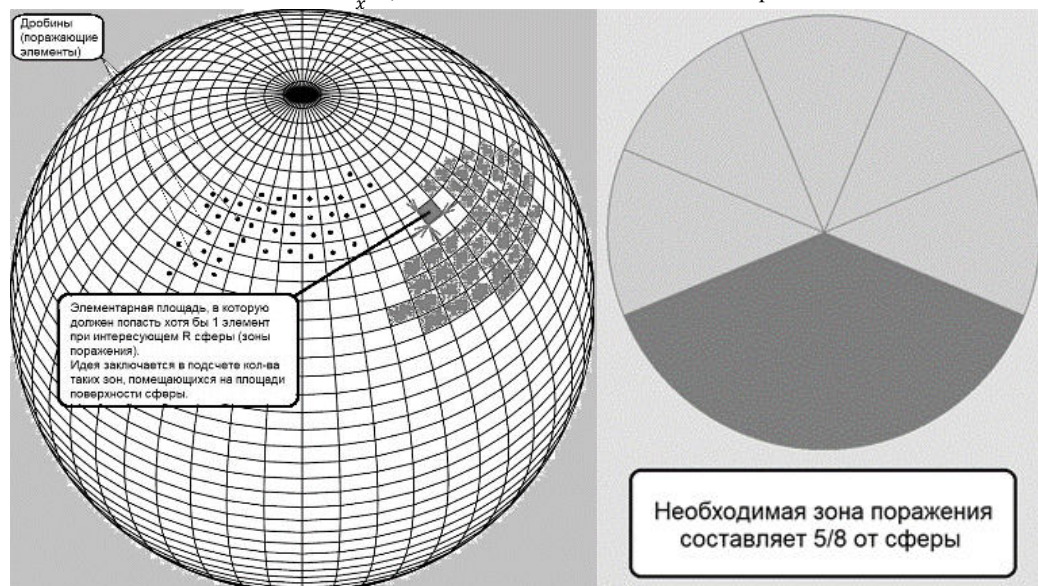 x
Дробины
(поражающие
элементы)
Элементарная площадь, в которую
должен попасть хотя бы 1 элемент
при интересующем R сферы (зоны
поражения).
Идея заключается в подсчете кол-ва
таких зон, помещающихся на площади
поверхности сферы.
Необходимая зона поражения
составляет 5/8 от сферы